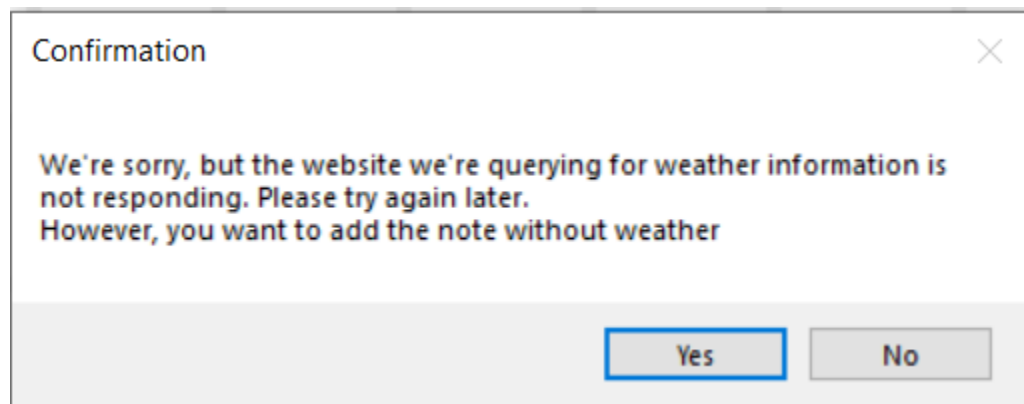 Confirmation
We're sorry, but the website we're querying for weather information is
not responding. Please try again later.
However, you want to add the note without weather
Yes
No